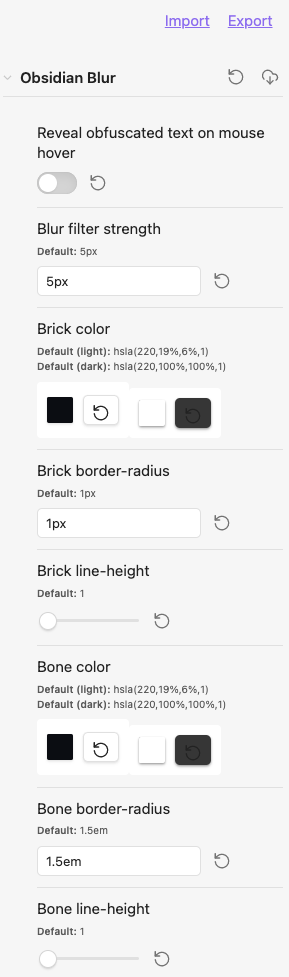 Import Export
Obsidian Blur
Reveal obfuscated text on mouse
hover
Blur filter strength
Default: 5px
5px
Brick color
Default (light): hsla(220,19%,6%,1)
Default (dark): hsla(220,100%,100%,1)
Brick border-radius
Default: 1px
1px
Brick line-height
Default: 1
Bone color
Default (light): hsla(220,19%,6%,1)
Default (dark): hsla(220,100%,100%,1)
Bone border-radius
Default: 1.5em
1.5em
Bone line-height
Default: 1